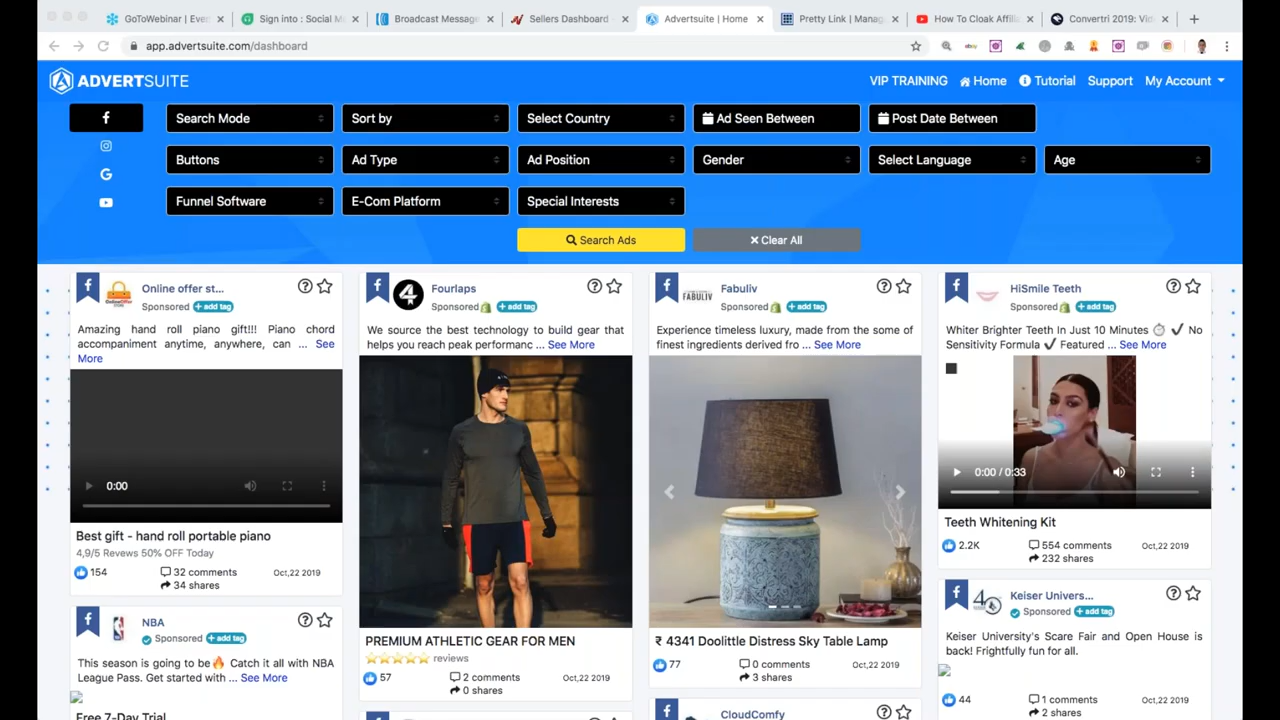 GoToWebinar | Even
Sign into : Social M
Broadcast Message
Sellers Dashboard -
Advertsuite | Home
Pretty Link | Manag
How To Cloak Affili
Convertri 2019: Vid
app.advertsuite.com/dashboard
ADVERTSUITE
VIP TRAINING
Home
Tutorial
Support
My Account
Search Mode
Sort by
Select Country
Ad Seen Between
Post Date Between
Buttons
Ad Type
Ad Position
Gender
Select Language
Age
Funnel Software
E-Com Platform
Special Interests
Search Ads
Clear All
Online offer st...
Sponsored + add tag
Amazing hand roll piano gift!!! Piano chord
accompaniment anytime, anywhere, can ... See
More
0:00
Best gift - hand roll portable piano
4,9/5 Revews 50% OFF Today
154
32 comments
34 shares
Oct,22 2019
NBA
Sponsored + add tag
This season is going to be🔥 Catch it all with NBA
League Pass. Get started with ... See More
Free 7-Day Trial
4
Fourlaps
Sponsored + add tag
We source the best technology to build gear that
helps you reach peak performanc ... See More
PREMIUM ATHLETIC GEAR FOR MEN
⭐⭐⭐⭐⭐ reviews
57
2 comments
0 shares
Oct,22 2019
FABULIV
Fabuliv
Sponsored + add tag
Experience timeless luxury, made from the some of
finest ingredients derived fro ... See More
₹ 4341 Doolittle Distress Sky Table Lamp
77
0 comments
3 shares
Oct,22 2019
CloudComfy
HiSmile Teeth
Sponsored + add tag
Whiter Brighter Teeth In Just 10 Minutes ⏱ ✔ No
Sensitivity Formula ✔ Featured ... See More
0:00 / 0:33
Teeth Whitening Kit
2.2K
554 comments
232 shares
Oct,22 2019
Keiser Univers...
Sponsored + add tag
Keiser University's Scare Fair and Open House is
back! Frightfully fun for all.
44
1 comments
2 shares
Oct,22 2019